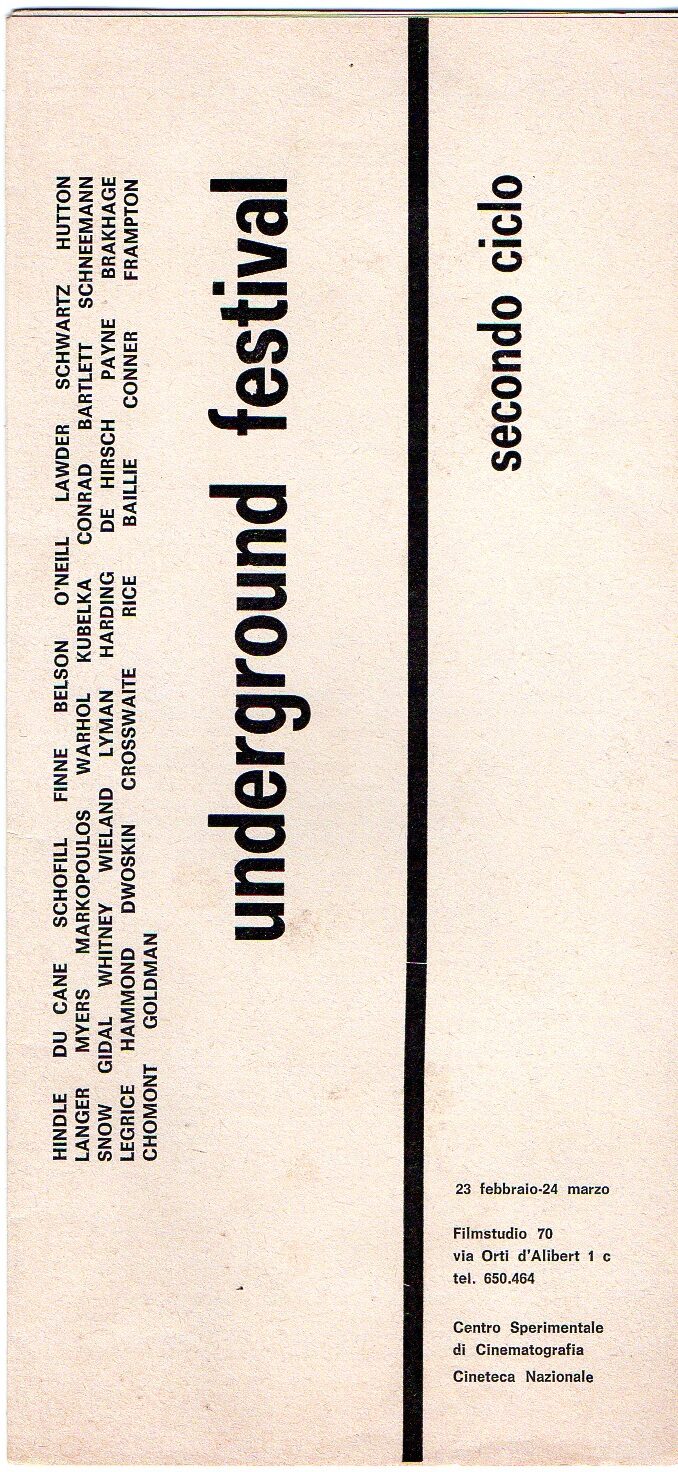 HINDLE DU CANE SCHOFILL FINNE BELSON O'NEILL LAWDER SCHWARTZ HUTTON
LANGER MYERS MARKOPOULOS WARHOL KUBELKA CONRAD BARTLETT SCHNEEMANN
SNOW GIDAL WHITNEY WIELAND LYMAN HARDING DE HIRSCH PAYNE BRAKHAGE
LEGRICE HAMMOND DWOSKIN CROSSWAITE RICE BAILLIE CONNER FRAMPTON
CHOMONT GOLDMAN
underground festival
secondo ciclo
23 febbraio-24 marzo
Filmstudio 70
via Orti d'Alibert 1 c
tel. 650.464
Centro Sperimentale
di Cinematografia
Cineteca Nazionale